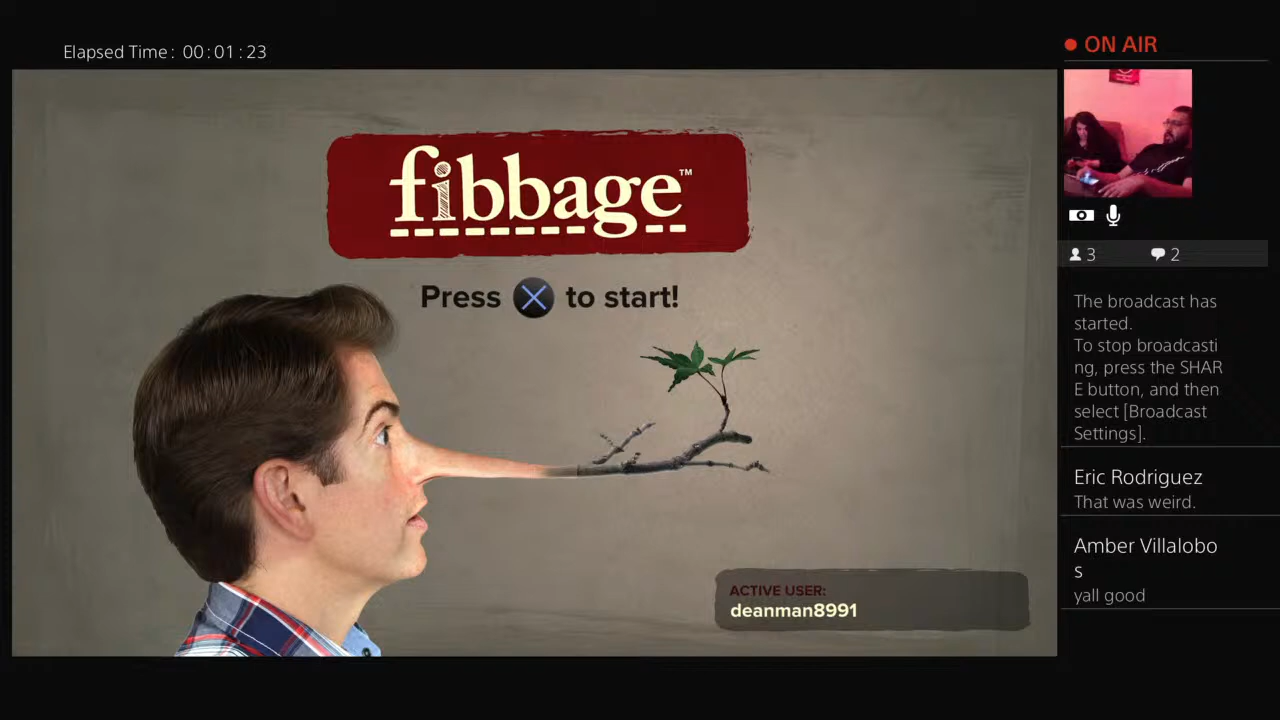 Elapsed Time: 00:01:23
ON AIR
fibbage™
Press X to start!
ACTIVE USER:
deanman8991
3 2
The broadcast has
started.
To stop broadcasti
ng, press the SHAR
E button, and then
select [Broadcast
Settings].
Eric Rodriguez
That was weird.
Amber Villalobo
s
yall good